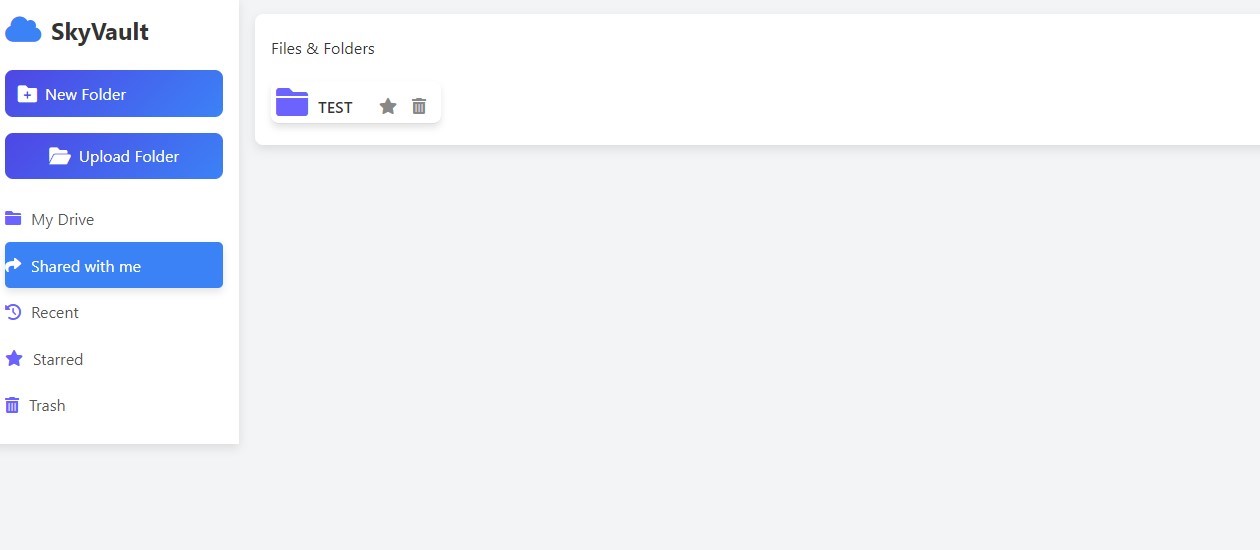 SkyVault
New Folder
Upload Folder
My Drive
Shared with me
Recent
Starred
Trash
Files & Folders
TEST